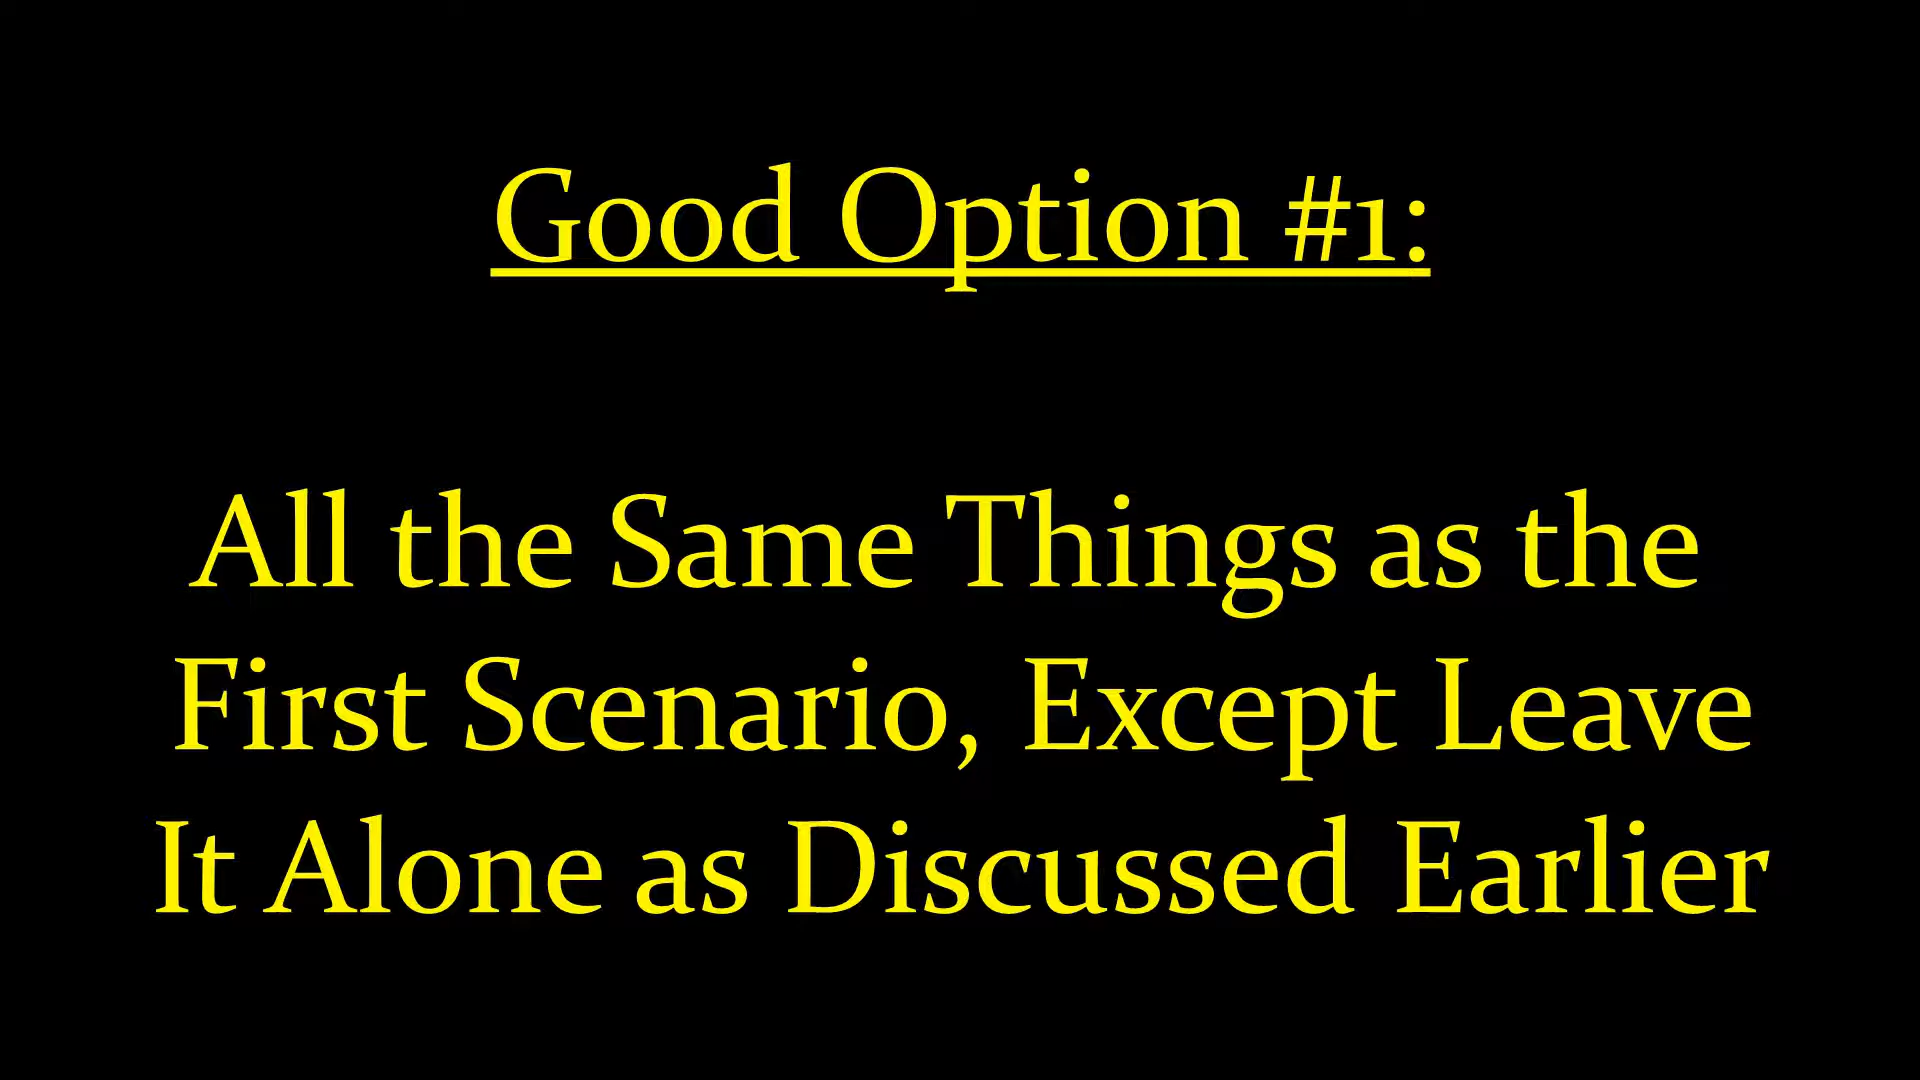 Good Option #1:
All the Same Things as the
First Scenario, Except Leave
It Alone as Discussed Earlier